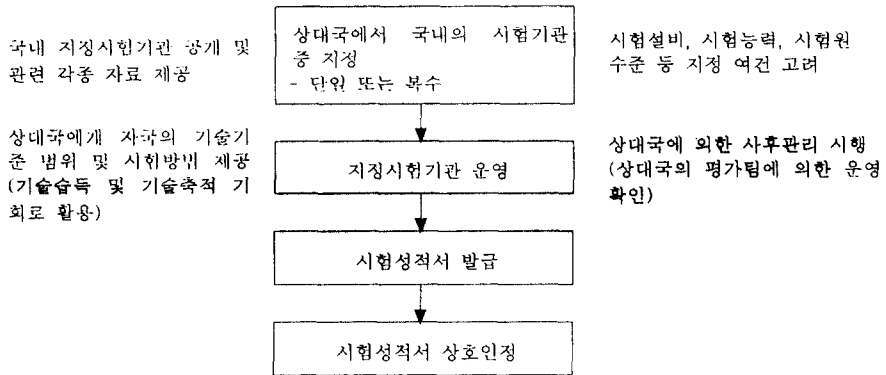 국내 지정시험기관 공개 및
관련 각종 자료 제공
상대국에서 국내의 시험기관
중 지정
- 단일 또는 복수
시험설비, 시험능력, 시험원
수준 등 지정 여건 고려
상대국에게 자국의 기술기
준 범위 및 시험방법 제공
(기술습득 및 기술축적 기
회로 활용)
지정시험기관 운영
상대국에 의한 사후관리 시행
(상대국의 평가팀에 의한 운영
확인)
시험성적서 발급
시험성적서 상호인정